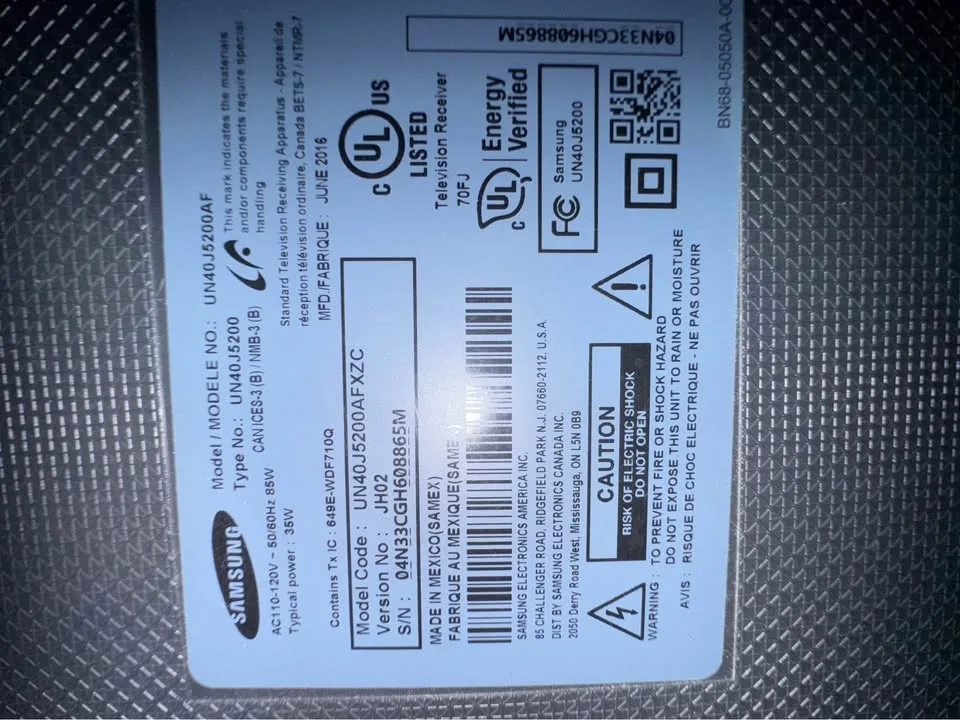 SAMSUNG
Model / MODELE NO.: UN40J5200AF
Type No.: UN40J5200
AC110-120V ~ 50/60Hz 85W
CAN ICES-3 (B) / NMB-3 (B)
Typical power : 35W
This mark indicates the materials
and/or components require special
handling
Standard Television Receiving Apparatus - Appareil de
réception télévision ordinaire, Canada BETS-7 / NTMR-7
Contains Tx IC : 649E-WDF710Q
MFD./FABRIQUE : JUNE 2016
Model Code : UN40J5200AFXZC
Version No : JH02
S/N : 04N33CGH608865M
C UL US
LISTED
Television Receiver
70FJ
MADE IN MEXICO(SAMEX)
FABRIQUE AU MEXIQUE(SAMEX)
C UL Energy
Verified
SAMSUNG ELECTRONICS AMERICA INC.
85 CHALLENGER ROAD, RIDGEFIELD PARK N.J. 07660-2112, U.S.A.
DIST BY SAMSUNG ELECTRONICS CANADA INC.
2050 Derry Road West, Mississauga, ON L5N 0B9
FC Samsung
UN40J5200
CAUTION
RISK OF ELECTRIC SHOCK
DO NOT OPEN
WARNING : TO PREVENT FIRE OR SHOCK HAZARD
DO NOT EXPOSE THIS UNIT TO RAIN OR MOISTURE
AVIS : RISQUE DE CHOC ELECTRIQUE - NE PAS OUVRIR
04N33CGH608865M